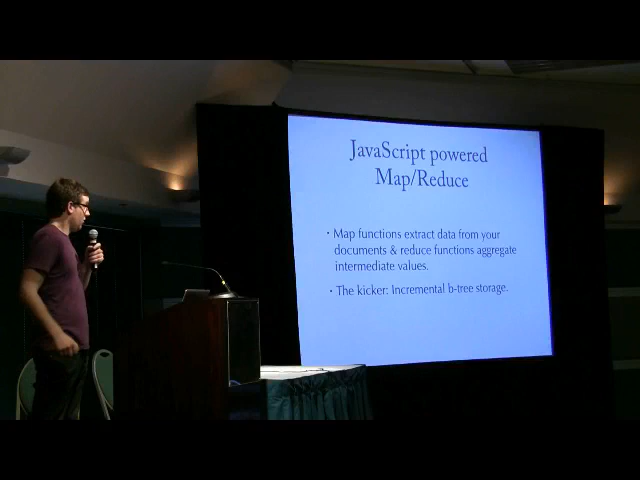 JavaScript powered
Map/Reduce
• Map functions extract data from your
documents & reduce functions aggregate
intermediate values.
• The kicker: Incremental b-tree storage.